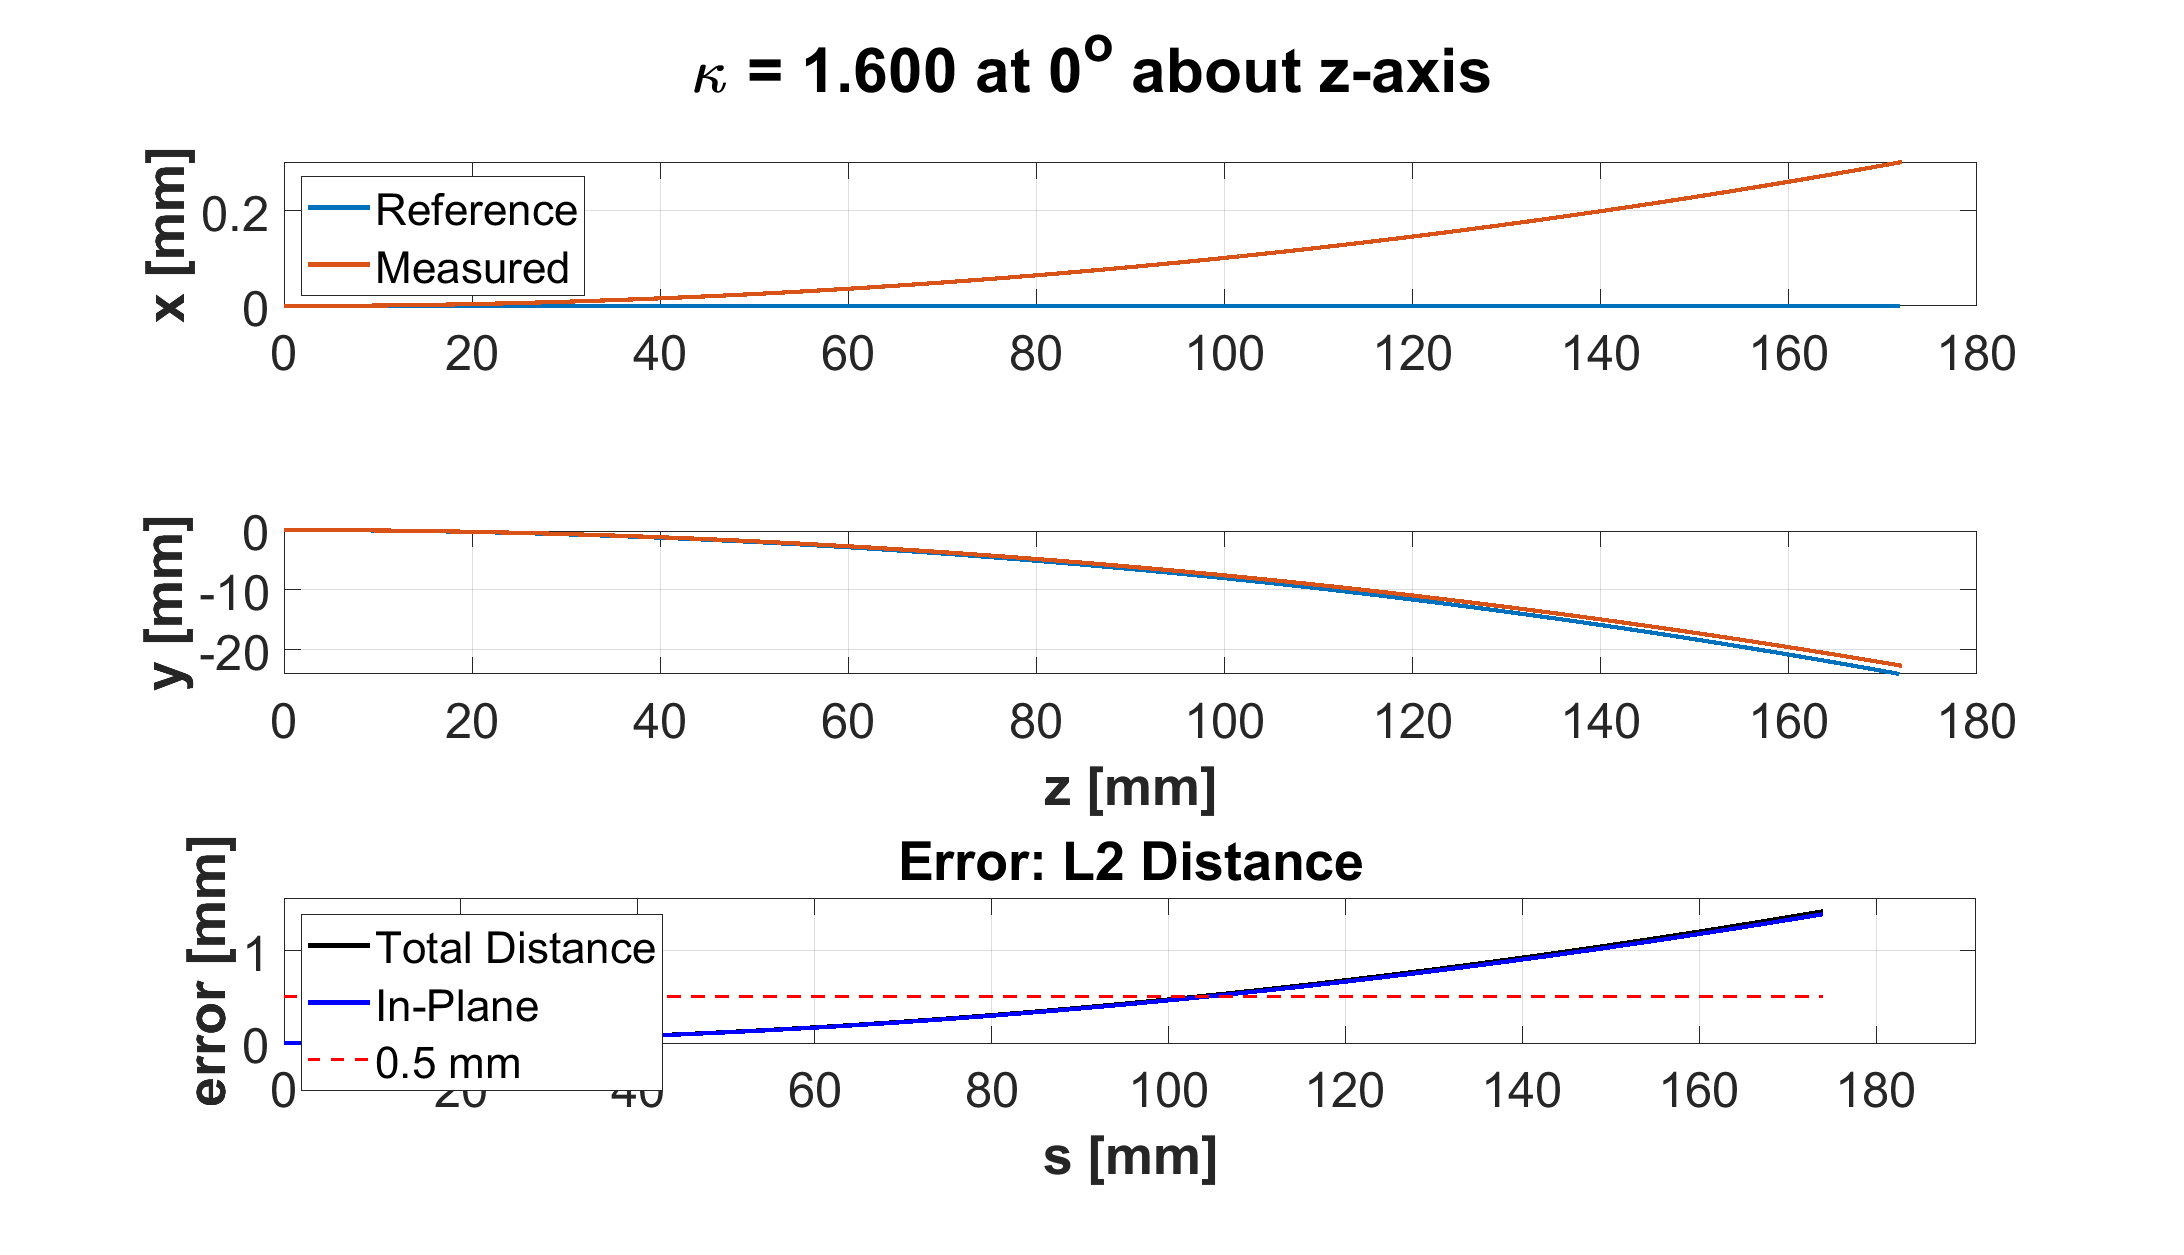 κ = 1.600 at 0° about z-axis
x [mm]
0.2
0
Reference
Measured
0 20 40 60 80 100 120 140 160 180
y [mm]
0
-10
-20
0 20 40 60 80 100 120 140 160 180
z [mm]
Error: L2 Distance
error [mm]
1
0
Total Distance
In-Plane
0.5 mm
0 20 40 60 80 100 120 140 160 180
s [mm]